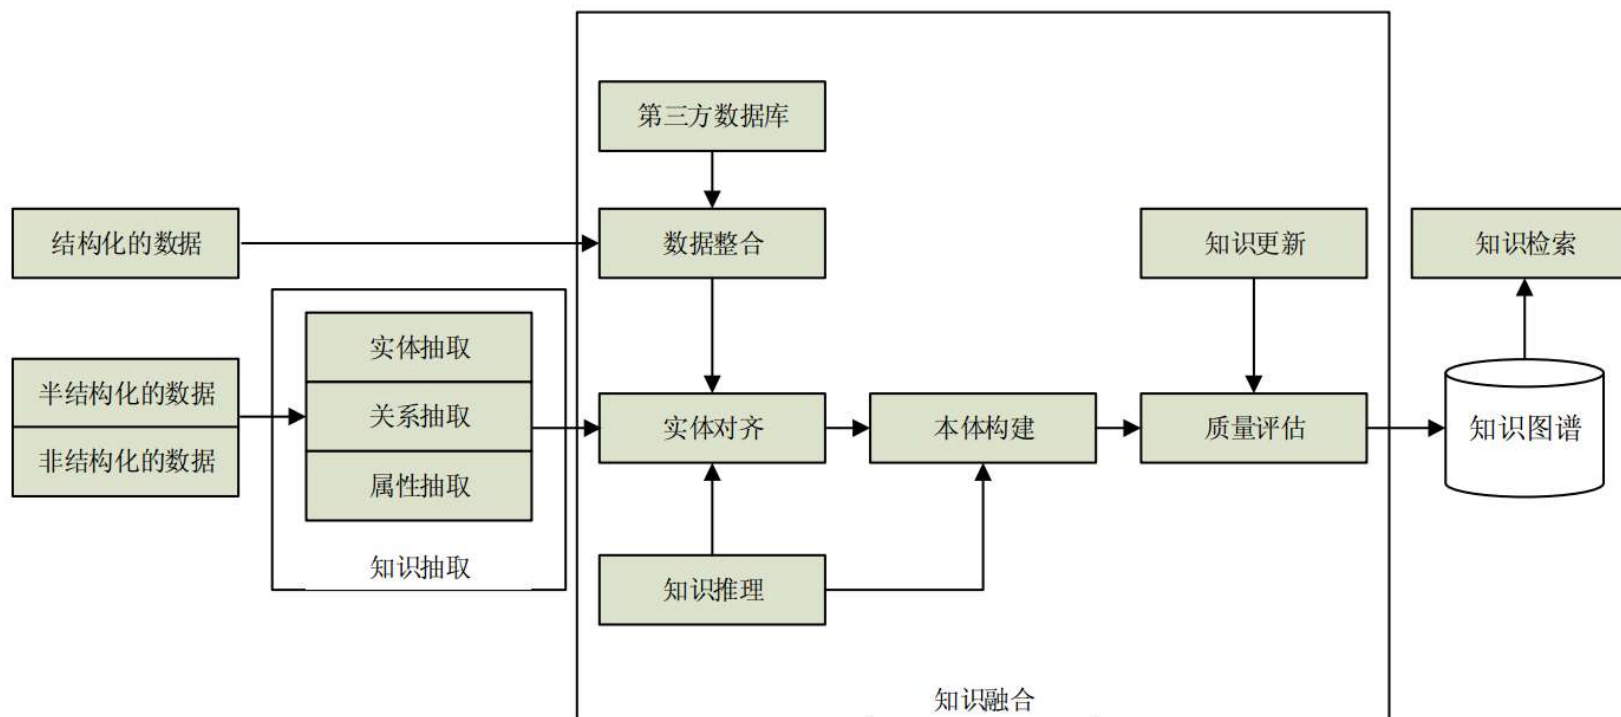 第三方数据库
结构化的数据
数据整合
知识更新
知识检索
实体抽取
半结构化的数据
关系抽取
非结构化的数据
属性抽取
知识抽取
实体对齐
本体构建
质量评估
知识图谱
知识推理
知识融合